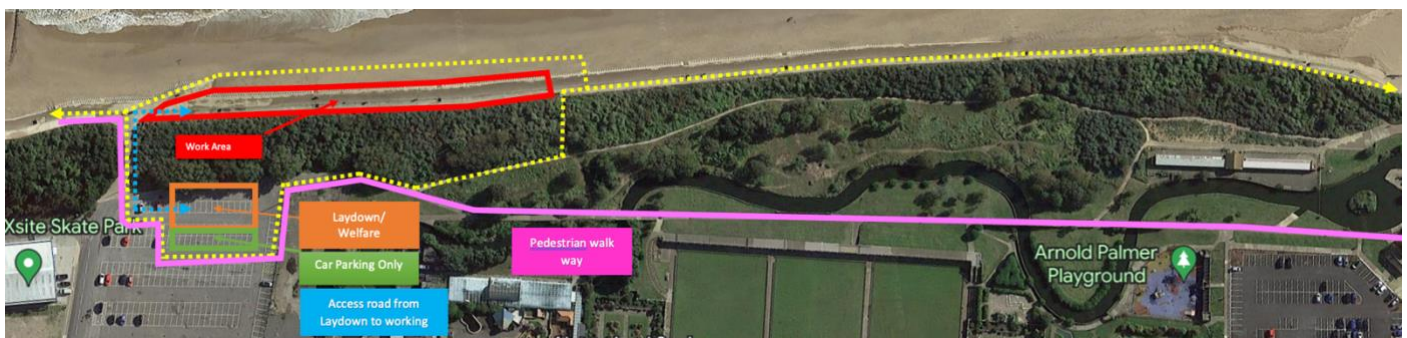 Work Area
Xsite Skate Park
Laydown/
Welfare
Car Parking Only
Access road from
Laydown to working
Pedestrian walk
way
Arnold Palmer
Playground